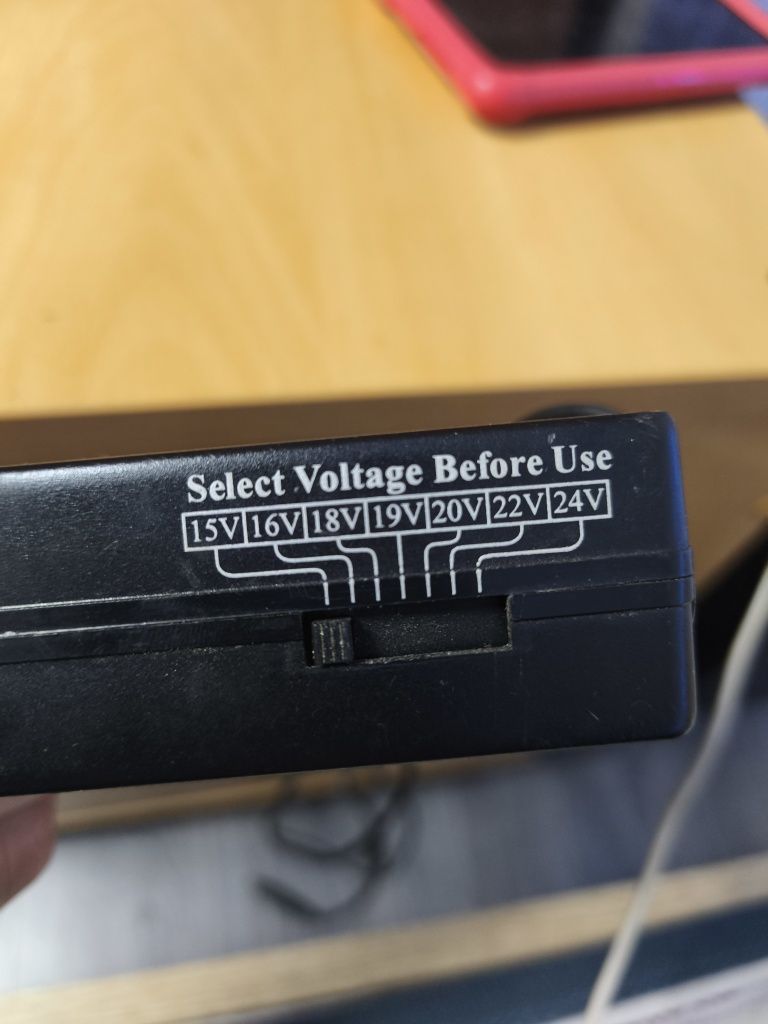 Select Voltage Before Use
15V 16V 18V 19V 20V 22V 24V